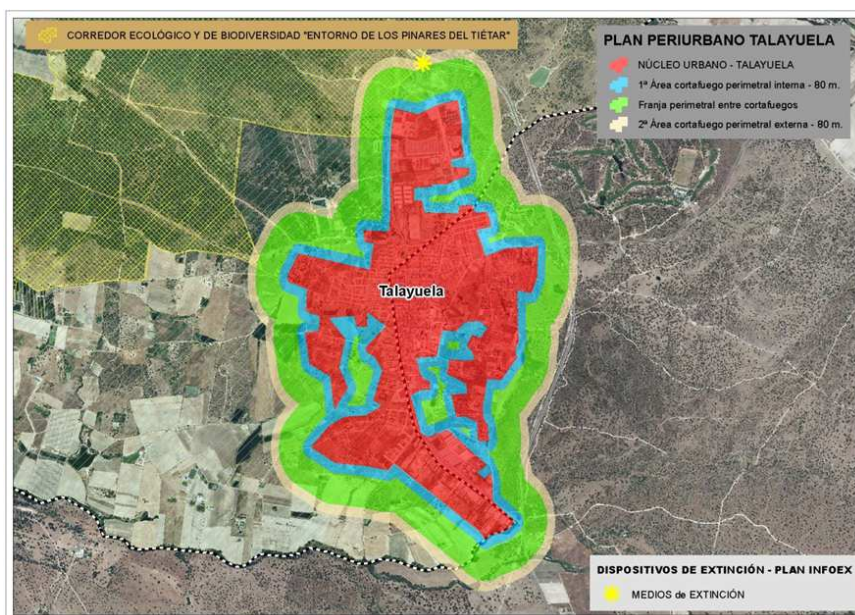 CORREDOR ECOLÓGICO Y DE BIODIVERSIDAD "ENTORNO DE LOS PINARES DEL TIÉTAR"
PLAN PERIURBANO TALAYUELA
NÚCLEO URBANO - TALAYUELA
1ª Área cortafuego perimetral interna - 80 m.
Franja perimetral entre cortafuegos
2ª Área cortafuego perimetral externa - 80 m.
Talayuela
DISPOSITIVOS DE EXTINCIÓN - PLAN INFOEX
MEDIOS de EXTINCIÓN